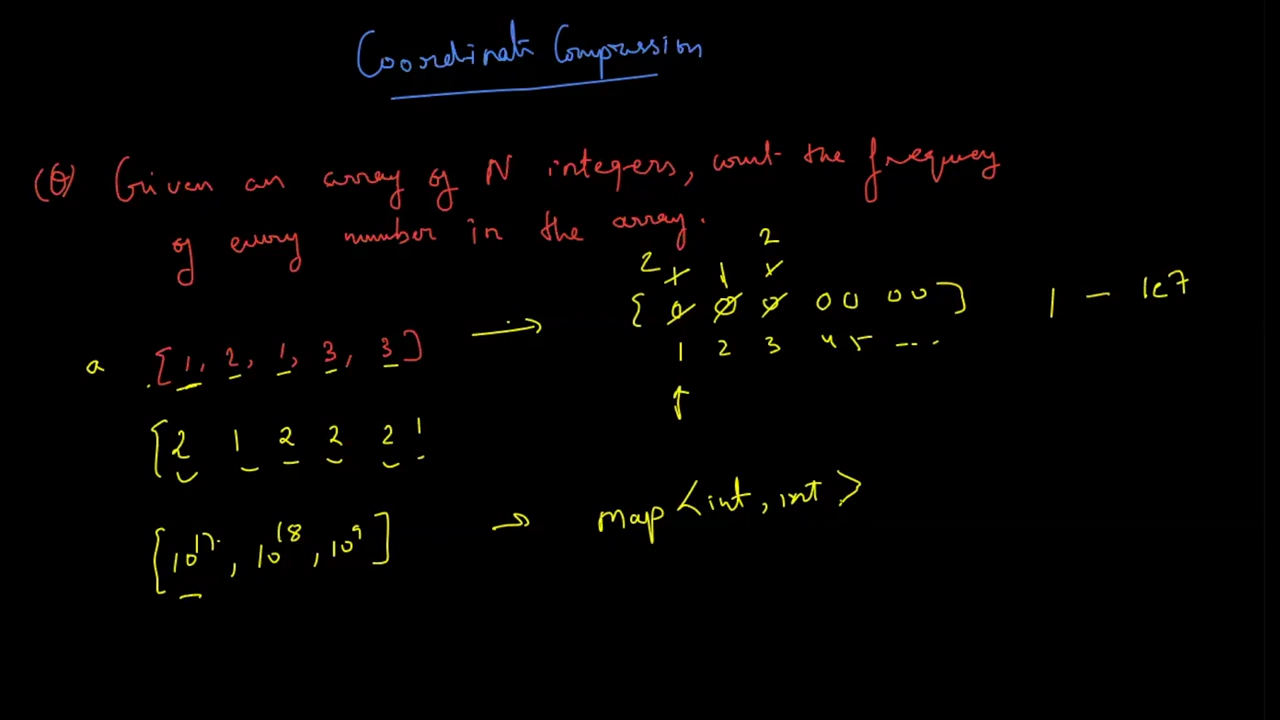 Coordinate Compression
(Q) Given an array of N integers, count the frequency
of every number in the array.
2 1 2
[ 0 0 0 0 0 0 0 ] 1 - 1e7
1 2 3 4 5 ...
a [1, 2, 1, 3, 3]
[2 1 2 2 2 1
[10^17, 10^18, 10^9] → map <int, int>